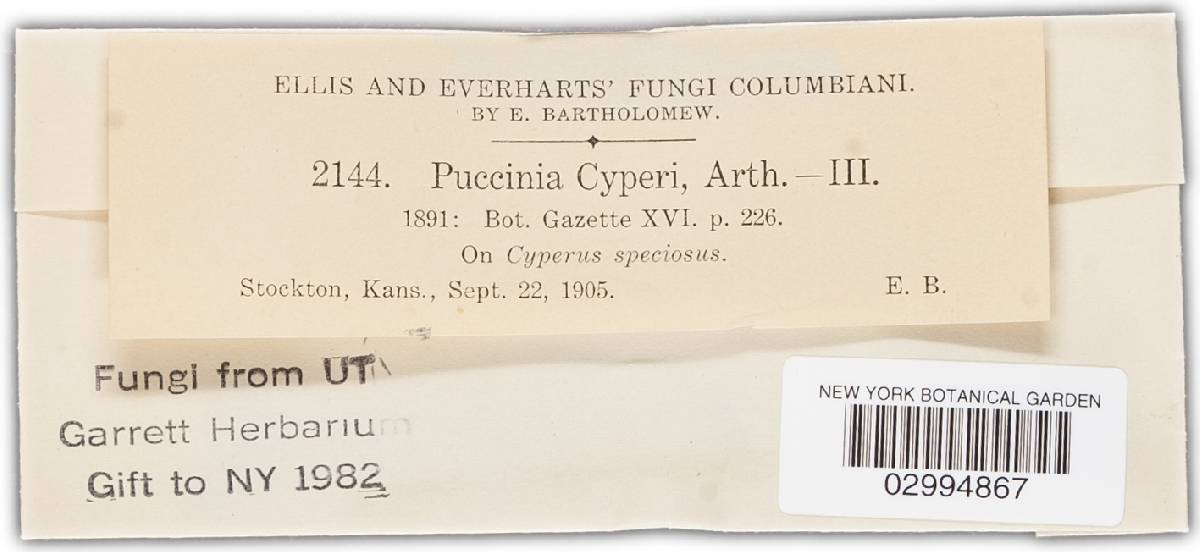 ELLIS AND EVERHARTS' FUNGI COLUMBIANI.
BY E. BARTHOLOMEW.
2144. Puccinia Cyperi, Arth. — III.
1891: Bot. Gazette XVI. p. 226.
On Cyperus speciosus.
Stockton, Kans., Sept. 22, 1905. E. B.
Fungi from UT
Garrett Herbarium
Gift to NY 1982
NEW YORK BOTANICAL GARDEN
02994867